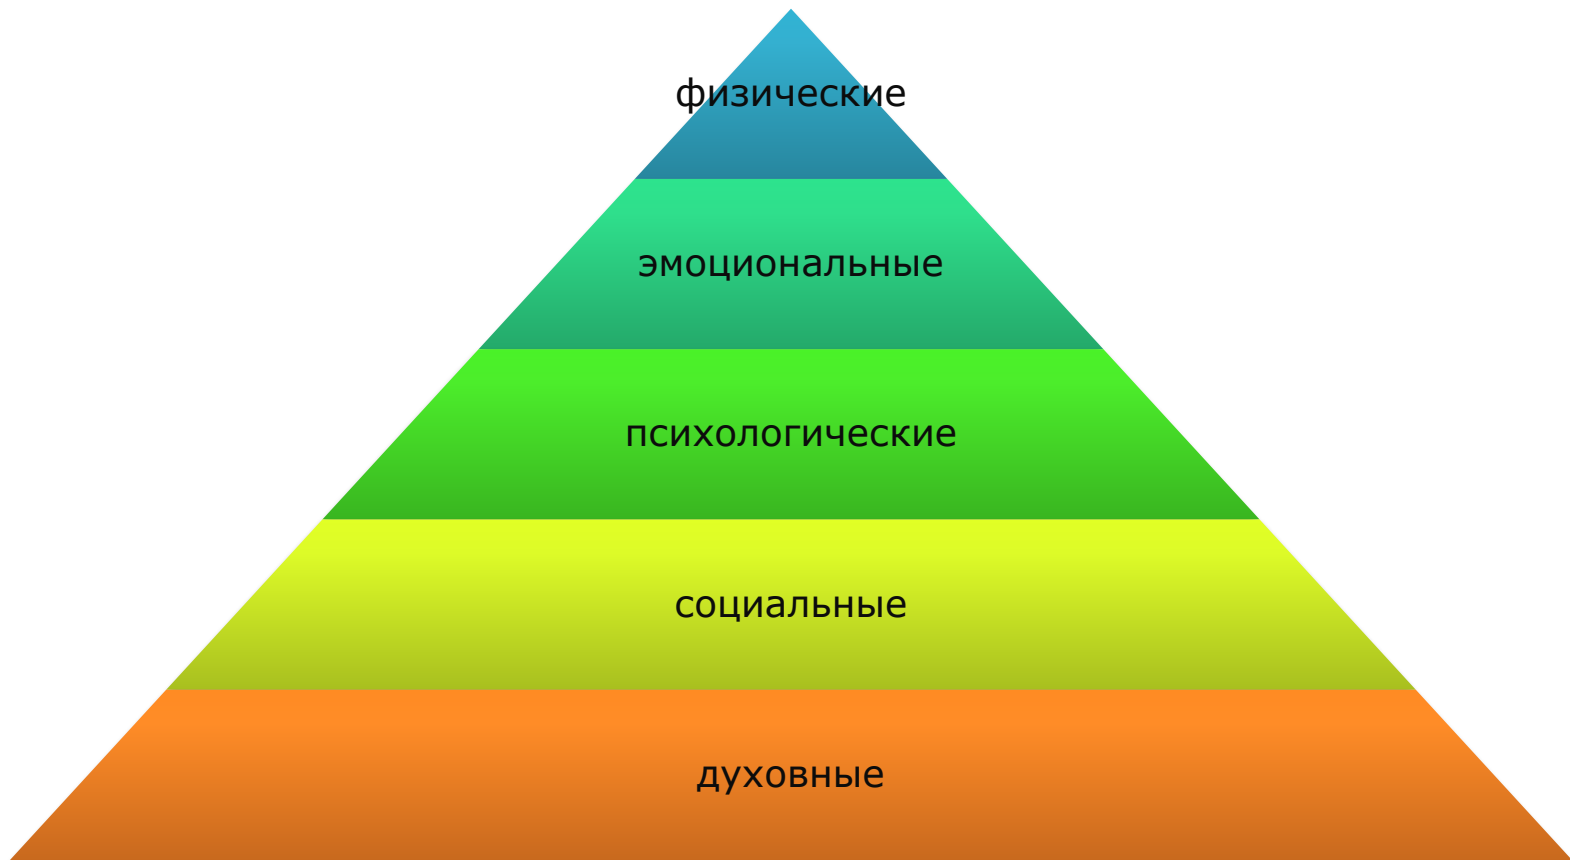 физические
эмоциональные
психологические
социальные
духовные